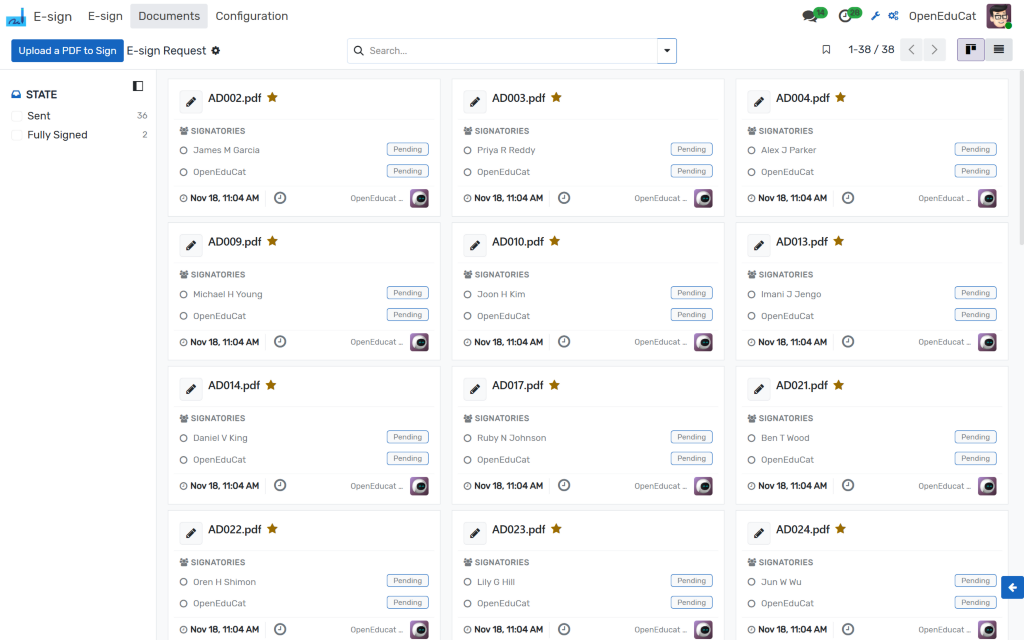 E-sign E-sign Documents Configuration 14 28 OpenEduCat
Upload a PDF to Sign E-sign Request Search... 1-38 / 38
STATE
Sent 36
Fully Signed 2
AD002.pdf AD003.pdf AD004.pdf
SIGNATORIES SIGNATORIES SIGNATORIES
James M Garcia Pending Priya R Reddy Pending Alex J Parker Pending
OpenEduCat Pending OpenEduCat Pending OpenEduCat Pending
Nov 18, 11:04 AM OpenEducat ... Nov 18, 11:04 AM OpenEducat ... Nov 18, 11:04 AM OpenEducat ...
AD009.pdf AD010.pdf AD013.pdf
SIGNATORIES SIGNATORIES SIGNATORIES
Michael H Young Pending Joon H Kim Pending Imani J Jengo Pending
OpenEduCat Pending OpenEduCat Pending OpenEduCat Pending
Nov 18, 11:04 AM OpenEducat ... Nov 18, 11:04 AM OpenEducat ... Nov 18, 11:04 AM OpenEducat ...
AD014.pdf AD017.pdf AD021.pdf
SIGNATORIES SIGNATORIES SIGNATORIES
Daniel V King Pending Ruby N Johnson Pending Ben T Wood Pending
OpenEduCat Pending OpenEduCat Pending OpenEduCat Pending
Nov 18, 11:04 AM OpenEducat ... Nov 18, 11:04 AM OpenEducat ... Nov 18, 11:04 AM OpenEducat ...
AD022.pdf AD023.pdf AD024.pdf
SIGNATORIES SIGNATORIES SIGNATORIES
Oren H Shimon Pending Lily G Hill Pending Jun W Wu Pending
OpenEduCat Pending OpenEduCat Pending OpenEduCat Pending
Nov 18, 11:04 AM OpenEducat ... Nov 18, 11:04 AM OpenEducat ... Nov 18, 11:04 AM OpenEducat ...